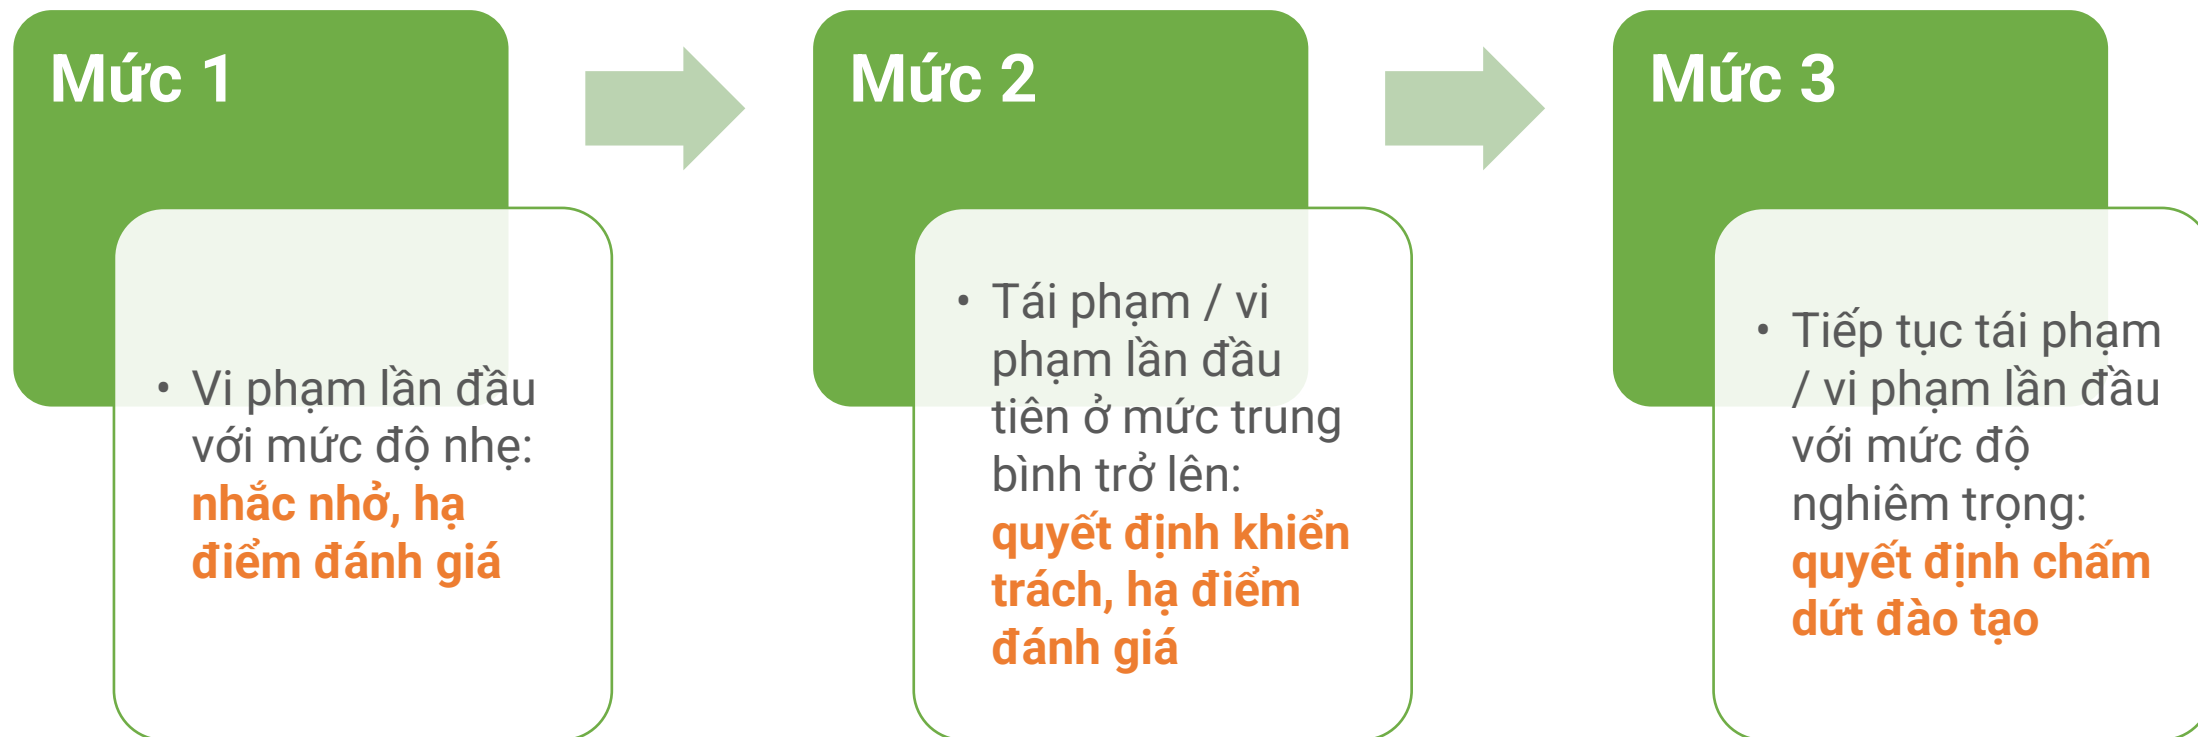 Mức 1
• Vi phạm lần đầu
với mức độ nhẹ:
nhắc nhở, hạ
điểm đánh giá
Mức 2
• Tái phạm / vi
phạm lần đầu
tiên ở mức trung
bình trở lên:
quyết định khiển
trách, hạ điểm
đánh giá
Mức 3
• Tiếp tục tái phạm
/ vi phạm lần đầu
với mức độ
nghiêm trọng:
quyết định chấm
dứt đào tạo